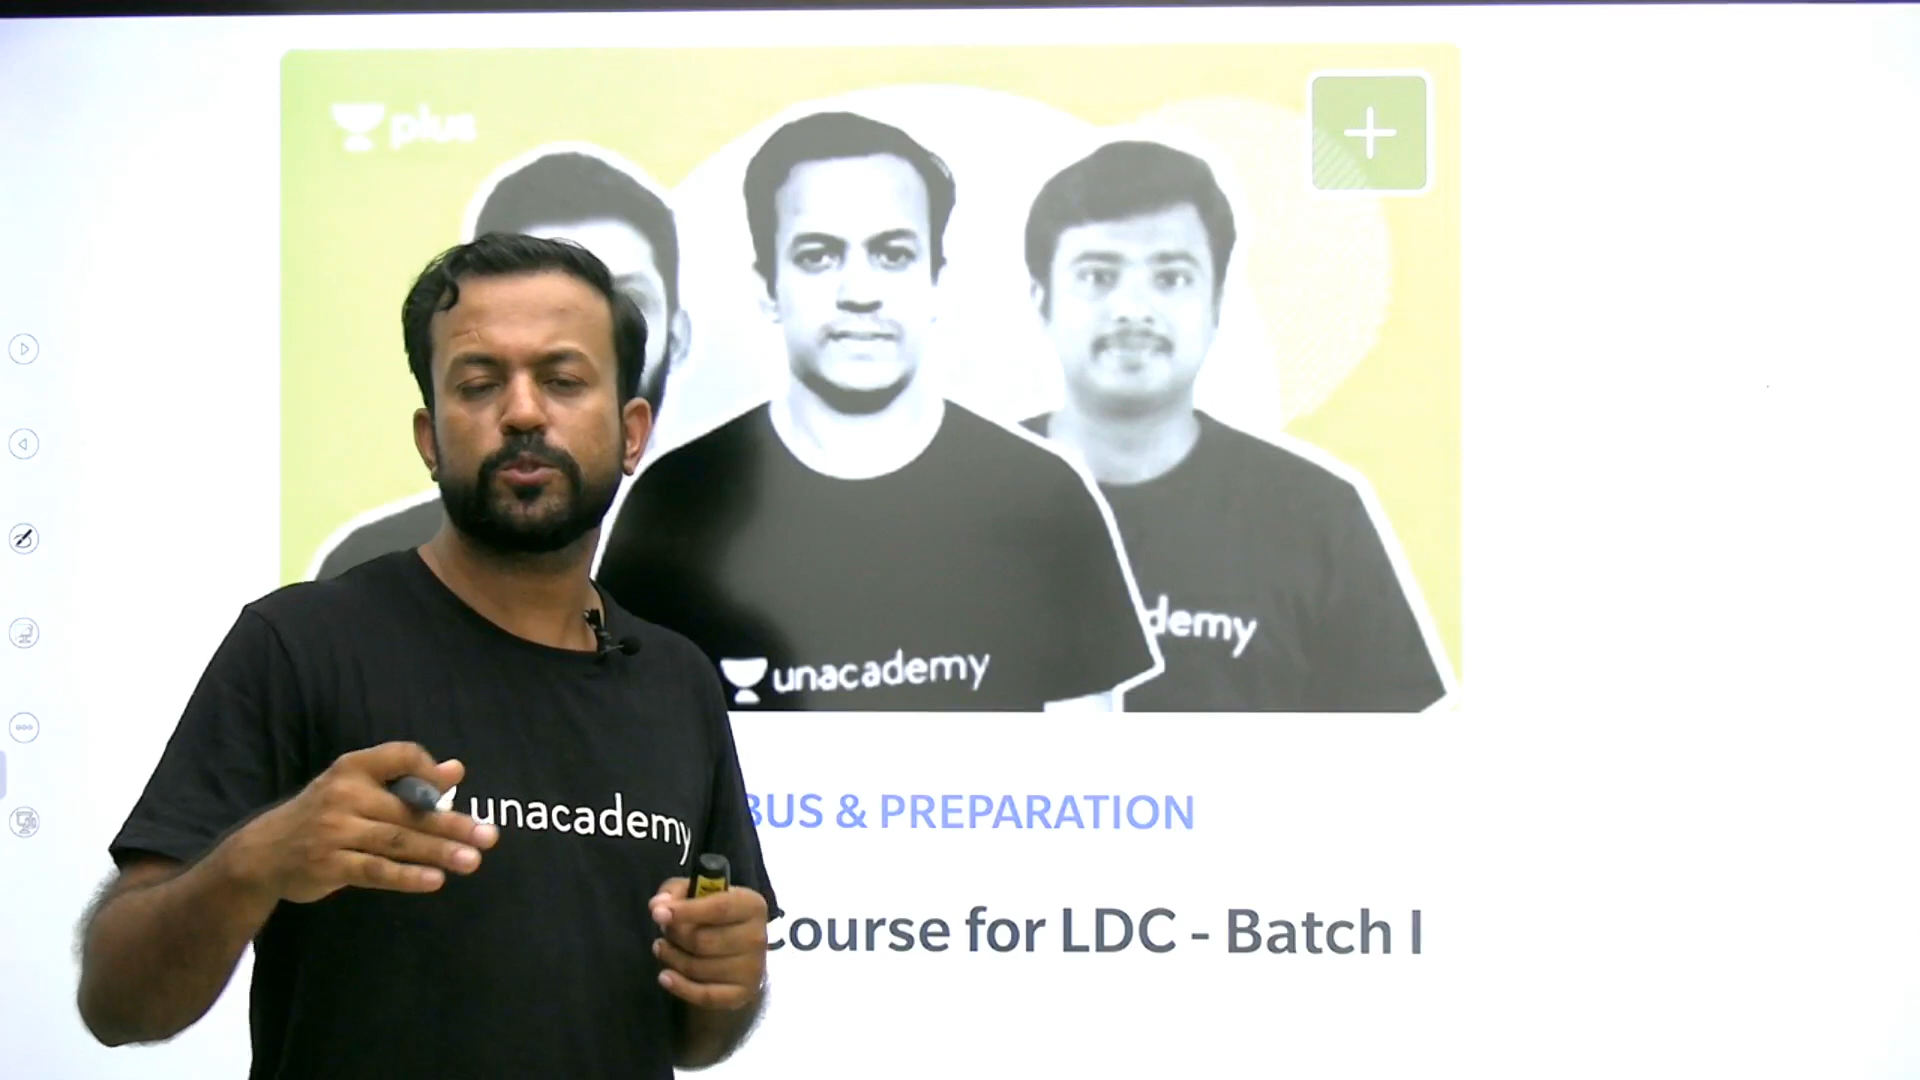 plus
demy
unacademy
unacademy
BUS & PREPARATION
Course for LDC - Batch I